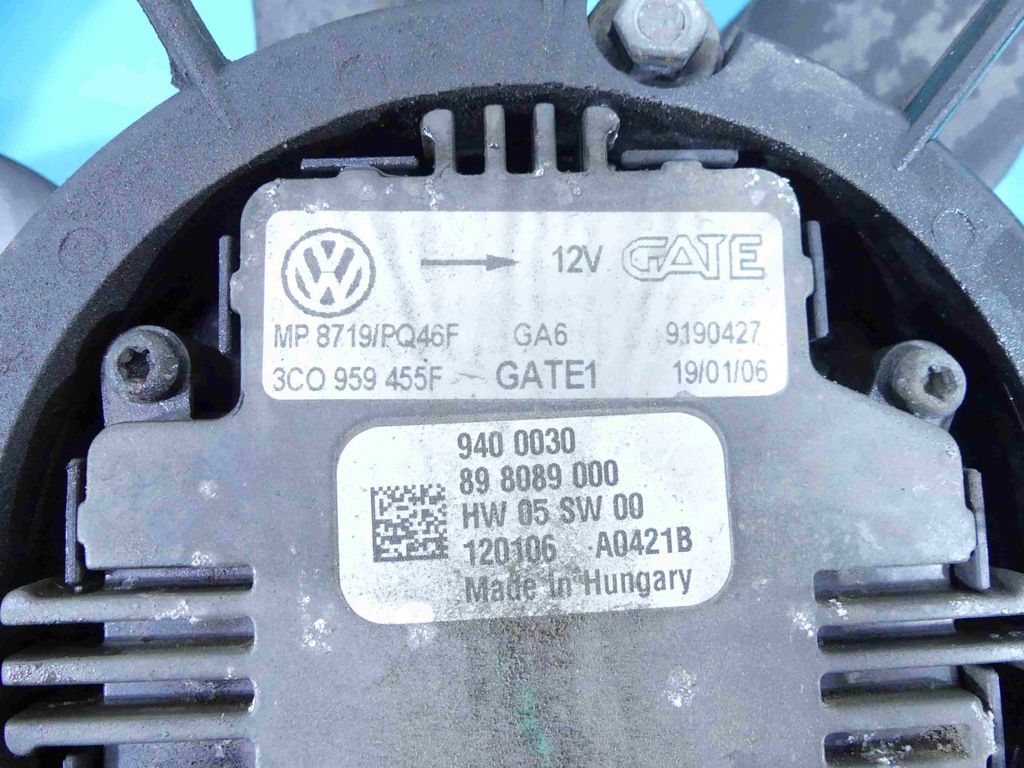 12V GATE
MP 8719/PQ46F GA6 9190427
3CO 959 455F GATE1 19/01/06
940 0030
89 8089 000
HW 05 SW 00
120106 A0421B
Made in Hungary